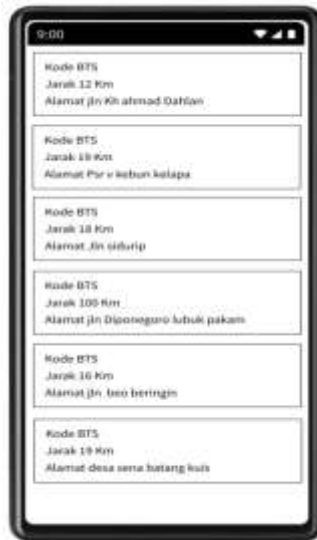 9:00
Kode BTS
Jarak 12 Km
Alamat jln Kh ahmad Dahlan
Kode BTS
Jarak 19 Km
Alamat Psr v kebun kelapa
Kode BTS
Jarak 18 Km
Alamat Jln sidurip
Kode BTS
Jarak 100 Km
Alamat jln Diponegoro lubuk pakam
Kode BTS
Jarak 16 Km
Alamat jln beo beringin
Kode BTS
Jarak 19 Km
Alamat desa sena batang kuis